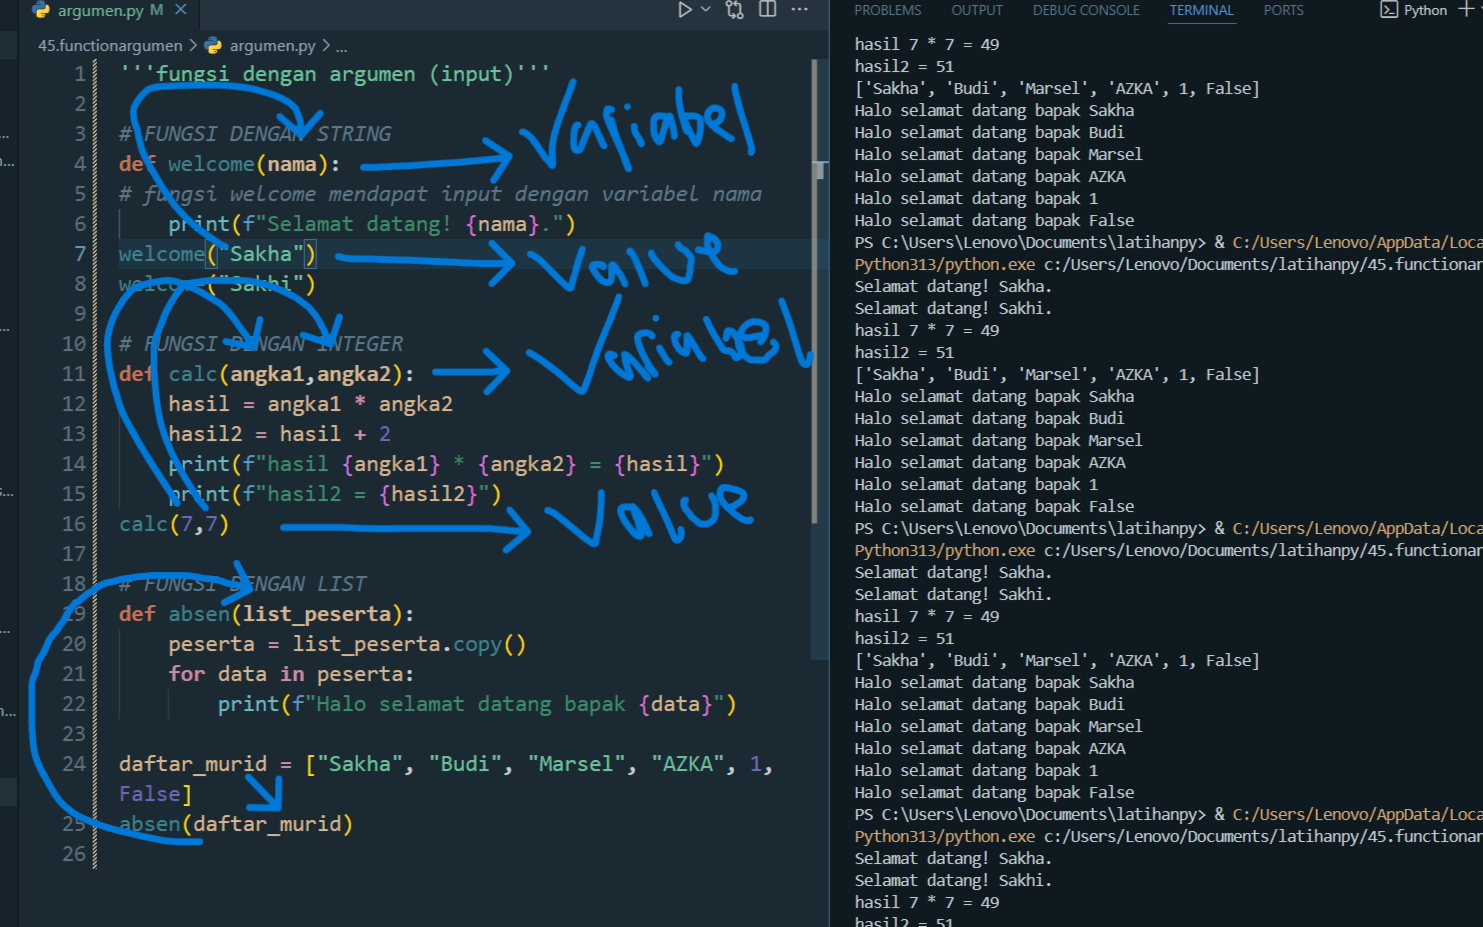 argumen.py M
45.functionargumen > argumen.py > ...
1 '''fungsi dengan argumen (input)'''
2
3 # FUNGSI DENGAN STRING
4 def welcome(nama):
Variabel
5 # fungsi welcome mendapat input dengan variabel nama
6 print(f"Selamat datang! {nama}.")
7 welcome("Sakha")
Value
8 welcome("Sakhi")
9
10 # FUNGSI DENGAN INTEGER
11 def calc(angka1,angka2):
Variabel
12 hasil = angka1 * angka2
13 hasil2 = hasil + 2
14 print(f"hasil {angka1} * {angka2} = {hasil}")
15 print(f"hasil2 = {hasil2}")
16 calc(7,7)
Value
17
18 # FUNGSI DENGAN LIST
19 def absen(list_peserta):
20 peserta = list_peserta.copy()
21 for data in peserta:
22 print(f"Halo selamat datang bapak {data}")
23
24 daftar_murid = ["Sakha", "Budi", "Marsel", "AZKA", 1,
False]
25 absen(daftar_murid)
26
PROBLEMS OUTPUT DEBUG CONSOLE TERMINAL PORTS Python
hasil 7 * 7 = 49
hasil2 = 51
['Sakha', 'Budi', 'Marsel', 'AZKA', 1, False]
Halo selamat datang bapak Sakha
Halo selamat datang bapak Budi
Halo selamat datang bapak Marsel
Halo selamat datang bapak AZKA
Halo selamat datang bapak 1
Halo selamat datang bapak False
PS C:\Users\Lenovo\Documents\latihanpy> & C:/Users/Lenovo/AppData/Loca
Python313/python.exe c:/Users/Lenovo/Documents/latihanpy/45.functionar
Selamat datang! Sakha.
Selamat datang! Sakhi.
hasil 7 * 7 = 49
hasil2 = 51
['Sakha', 'Budi', 'Marsel', 'AZKA', 1, False]
Halo selamat datang bapak Sakha
Halo selamat datang bapak Budi
Halo selamat datang bapak Marsel
Halo selamat datang bapak AZKA
Halo selamat datang bapak 1
Halo selamat datang bapak False
PS C:\Users\Lenovo\Documents\latihanpy> & C:/Users/Lenovo/AppData/Loca
Python313/python.exe c:/Users/Lenovo/Documents/latihanpy/45.functionar
Selamat datang! Sakha.
Selamat datang! Sakhi.
hasil 7 * 7 = 49
hasil2 = 51
['Sakha', 'Budi', 'Marsel', 'AZKA', 1, False]
Halo selamat datang bapak Sakha
Halo selamat datang bapak Budi
Halo selamat datang bapak Marsel
Halo selamat datang bapak AZKA
Halo selamat datang bapak 1
Halo selamat datang bapak False
PS C:\Users\Lenovo\Documents\latihanpy> & C:/Users/Lenovo/AppData/Loca
Python313/python.exe c:/Users/Lenovo/Documents/latihanpy/45.functionar
Selamat datang! Sakha.
Selamat datang! Sakhi.
hasil 7 * 7 = 49
hasil2 = 51